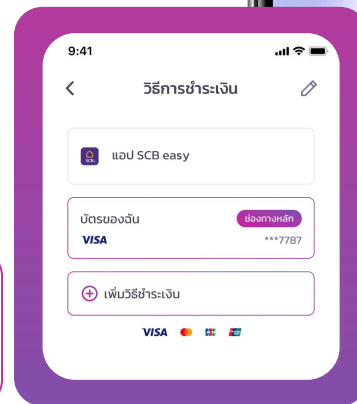 9:41
วิธีการชำระเงิน
SCB
แอป SCB easy
บัตรของฉัน
ช่องทางหลัก
VISA
***7787
เพิ่มวิธีชำระเงิน
VISA JCB